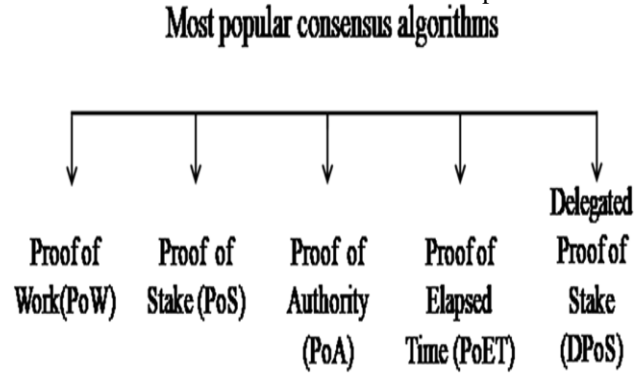 Most popular consensus algorithms
Proof of
Work(PoW)
Proof of
Stake (PoS)
Proof of
Authority
(PoA)
Proof of
Elapsed
Time (PoET)
Delegated
Proof of
Stake
(DPoS)